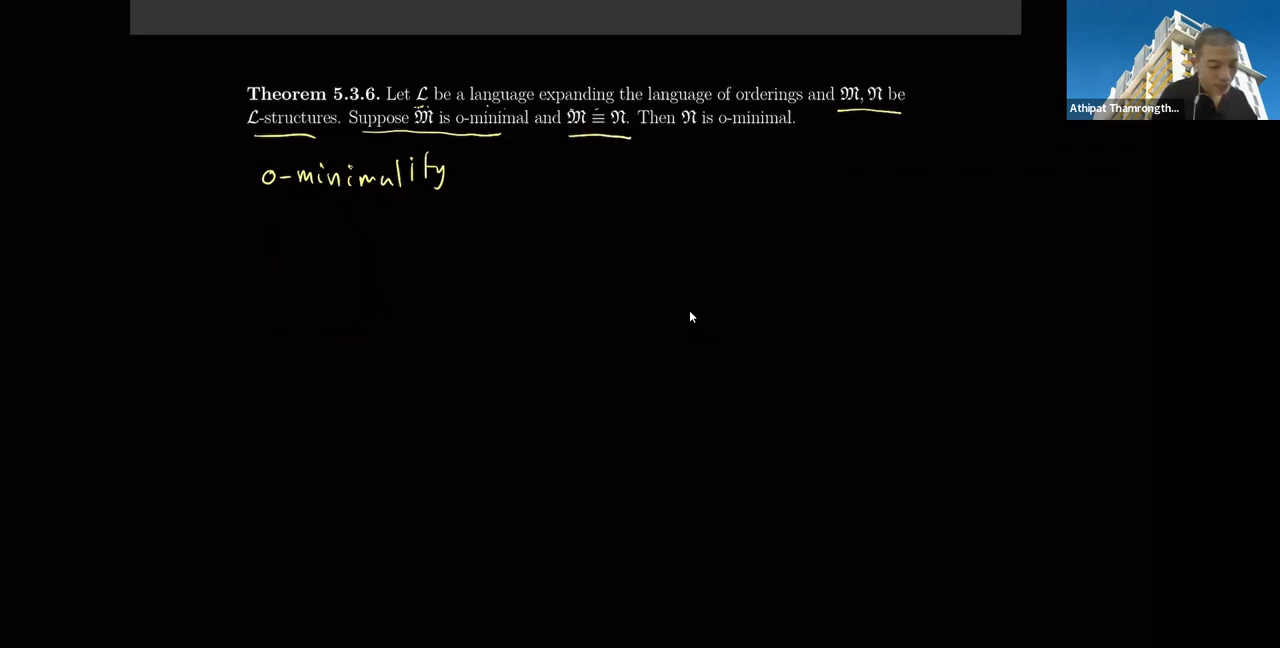 Theorem 5.3.6. Let ℒ be a language expanding the language of orderings and 𝔐, 𝔑 be
ℒ-structures. Suppose 𝔐 is o-minimal and 𝔐 ≡ 𝔑. Then 𝔑 is o-minimal.
o-minimality
Athipat Thamrongth...